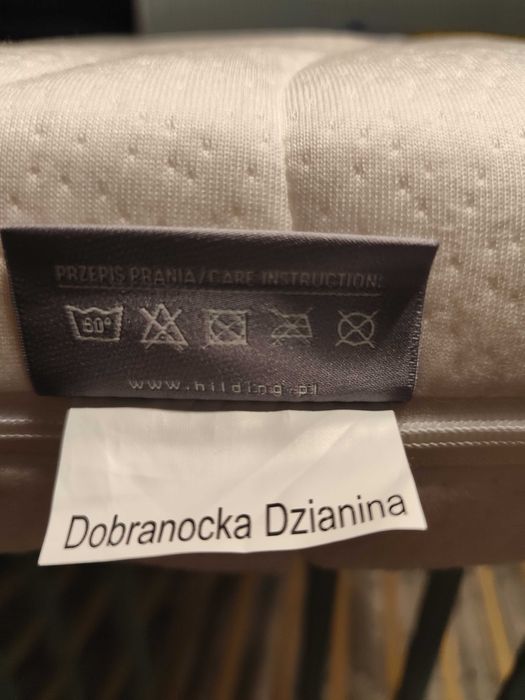 PRZEPIS PRANIA/CARE INSTRUCTION:
60°
www.hilding.pl
Dobranocka Dzianina